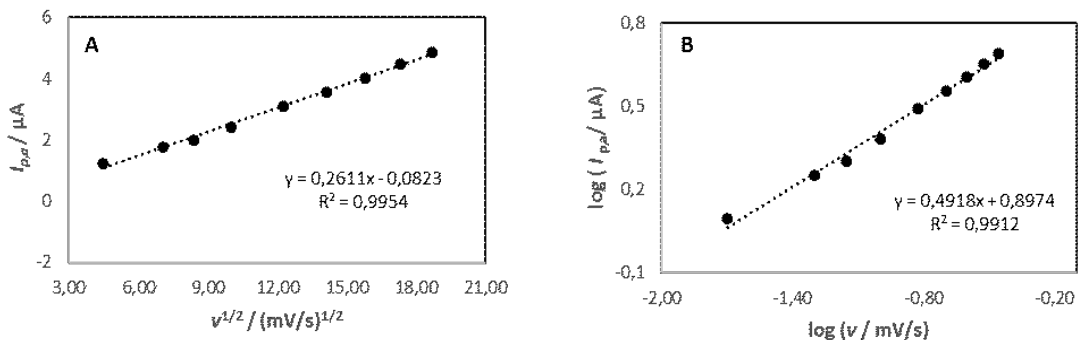 A
6
4
2
0
-2
I p,a / µA
3,00 6,00 9,00 12,00 15,00 18,00 21,00
v1/2 / (mV/s)1/2
y = 0,2611x - 0,0823
R2 = 0,9954
B
0,8
0,5
0,2
-0,1
log ( I p,a/ µA)
-2,00 -1,40 -0,80 -0,20
log (v / mV/s)
y = 0,4918x + 0,8974
R2 = 0,9912